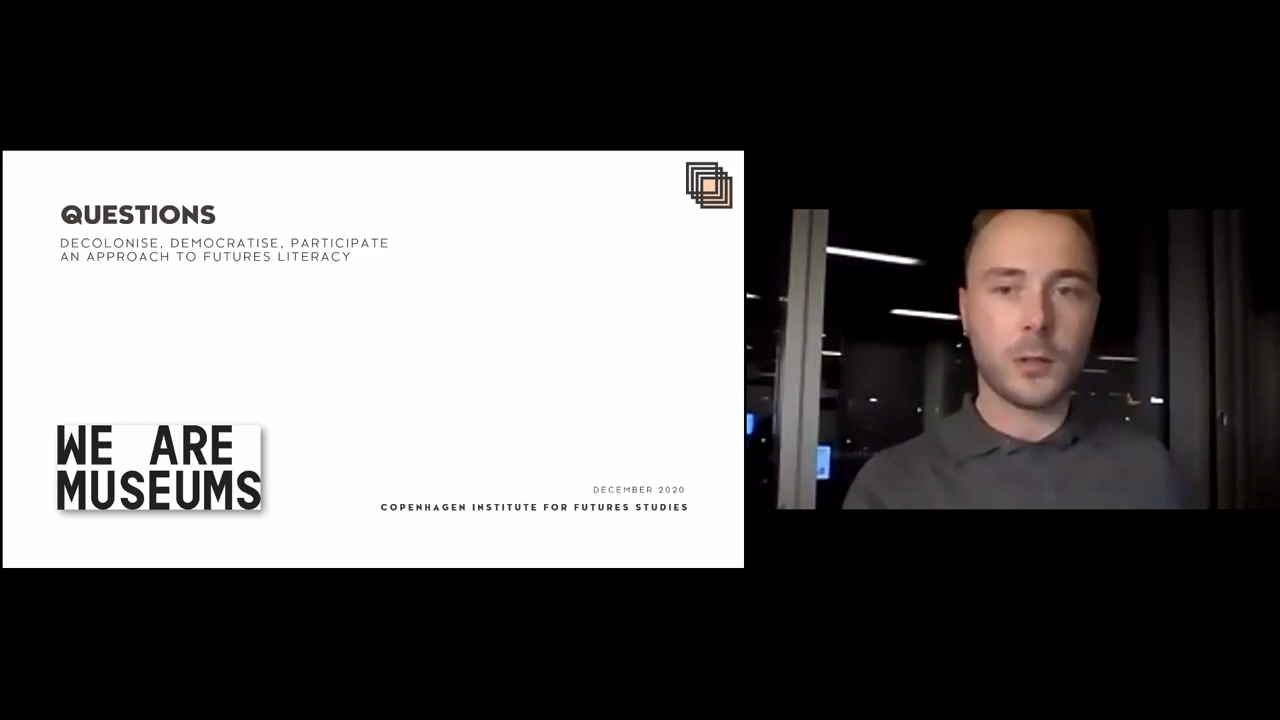 QUESTIONS
DECOLONISE, DEMOCRATISE, PARTICIPATE
AN APPROACH TO FUTURES LITERACY
WE ARE
MUSEUMS
DECEMBER 2020
COPENHAGEN INSTITUTE FOR FUTURES STUDIES